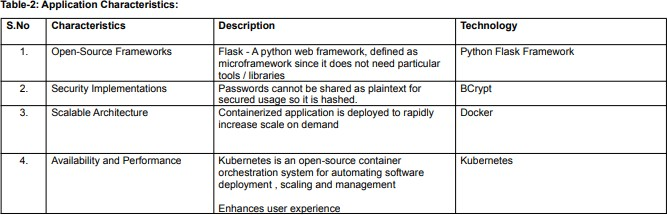 Table-2: Application Characteristics:
S.No Characteristics Description Technology
1. Open-Source Frameworks Flask - A python web framework, defined as Python Flask Framework
microframework since it does not need particular
tools / libraries
2. Security Implementations Passwords cannot be shared as plaintext for BCrypt
secured usage so it is hashed.
3. Scalable Architecture Containerized application is deployed to rapidly Docker
increase scale on demand
4. Availability and Performance Kubernetes is an open-source container Kubernetes
orchestration system for automating software
deployment , scaling and management
Enhances user experience